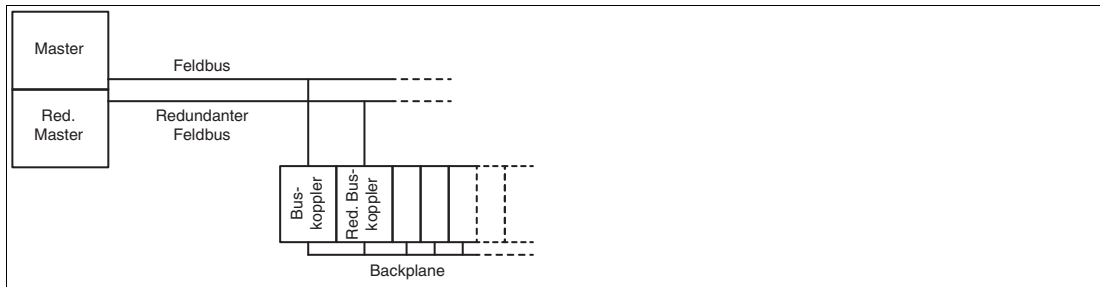 Master
Feldbus
Red.
Master
Redundanter
Feldbus
Bus-
koppler
Red. Bus-
koppler
Backplane